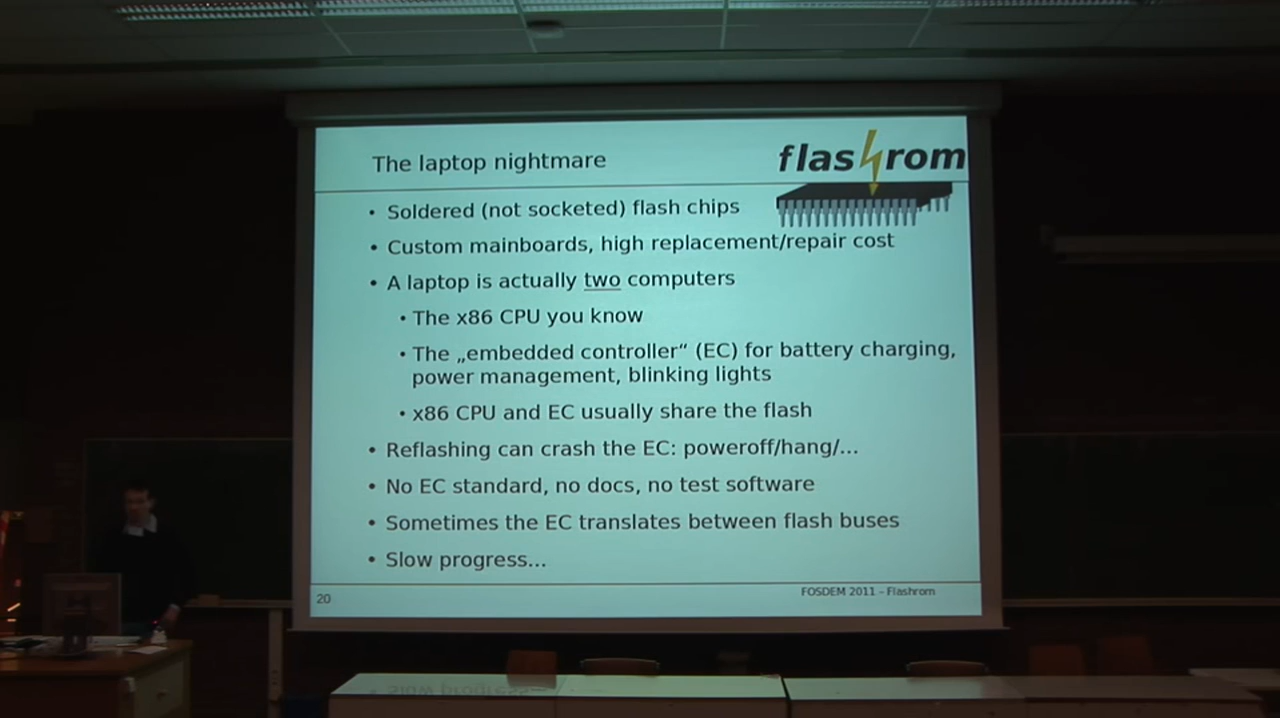 The laptop nightmare
flashrom
• Soldered (not socketed) flash chips
• Custom mainboards, high replacement/repair cost
• A laptop is actually two computers
• The x86 CPU you know
• The „embedded controller“ (EC) for battery charging,
power management, blinking lights
• x86 CPU and EC usually share the flash
• Reflashing can crash the EC: poweroff/hang/...
• No EC standard, no docs, no test software
• Sometimes the EC translates between flash buses
• Slow progress...
20
FOSDEM 2011 - Flashrom